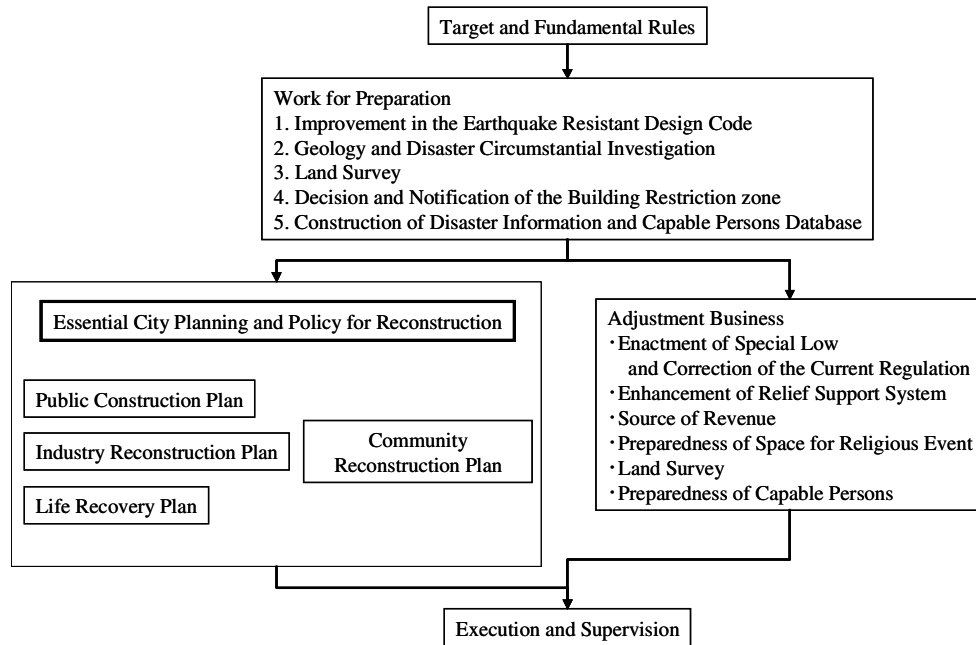 Target and Fundamental Rules
Work for Preparation
1. Improvement in the Earthquake Resistant Design Code
2. Geology and Disaster Circumstantial Investigation
3. Land Survey
4. Decision and Notification of the Building Restriction zone
5. Construction of Disaster Information and Capable Persons Database
Essential City Planning and Policy for Reconstruction
Public Construction Plan
Industry Reconstruction Plan
Life Recovery Plan
Community
Reconstruction Plan
Adjustment Business
・Enactment of Special Low
and Correction of the Current Regulation
・Enhancement of Relief Support System
・Source of Revenue
・Preparedness of Space for Religious Event
・Land Survey
・Preparedness of Capable Persons
Execution and Supervision